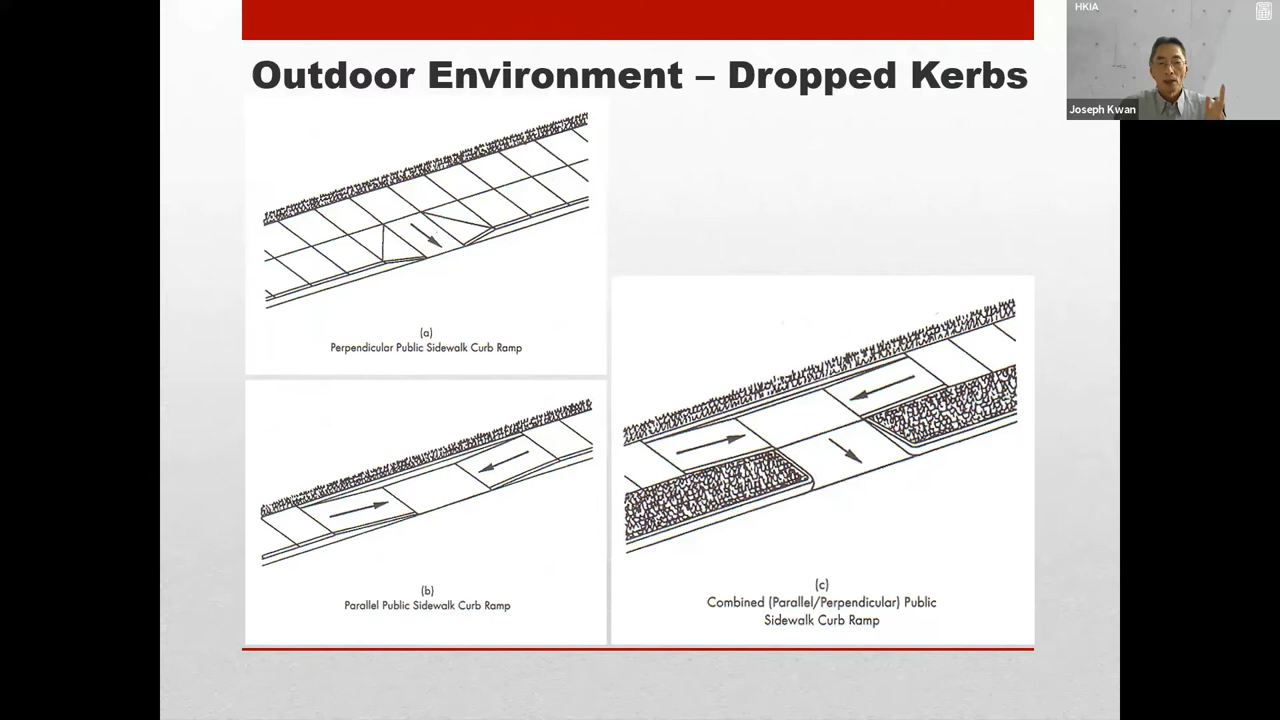 Outdoor Environment – Dropped Kerbs
HKIA
Joseph Kwan
(a)
Perpendicular Public Sidewalk Curb Ramp
(b)
Parallel Public Sidewalk Curb Ramp
(c)
Combined (Parallel/Perpendicular) Public
Sidewalk Curb Ramp